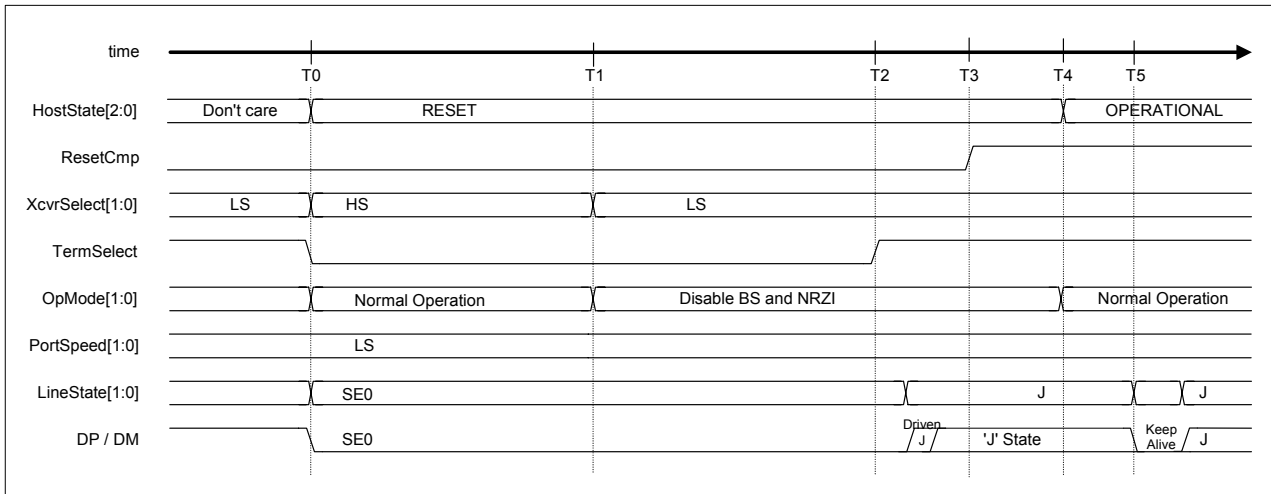 time
T0 T1 T2 T3 T4 T5
HostState[2:0] Don't care RESET OPERATIONAL
ResetCmp
XcvrSelect[1:0] LS HS LS
TermSelect
OpMode[1:0] Normal Operation Disable BS and NRZI Normal Operation
PortSpeed[1:0] LS
LineState[1:0] SE0 J J
DP / DM SE0 Driven J 'J' State Keep Alive J